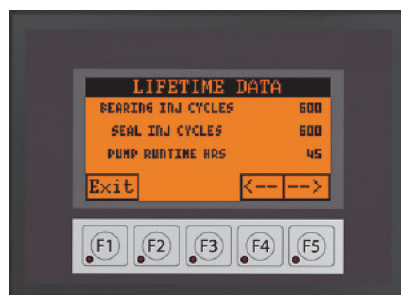 LIFETIME DATA
BEARING INJ CYCLES 600
SEAL INJ CYCLES 600
PUMP RUNTIME HRS 45
Exit <-- -->
F1 F2 F3 F4 F5